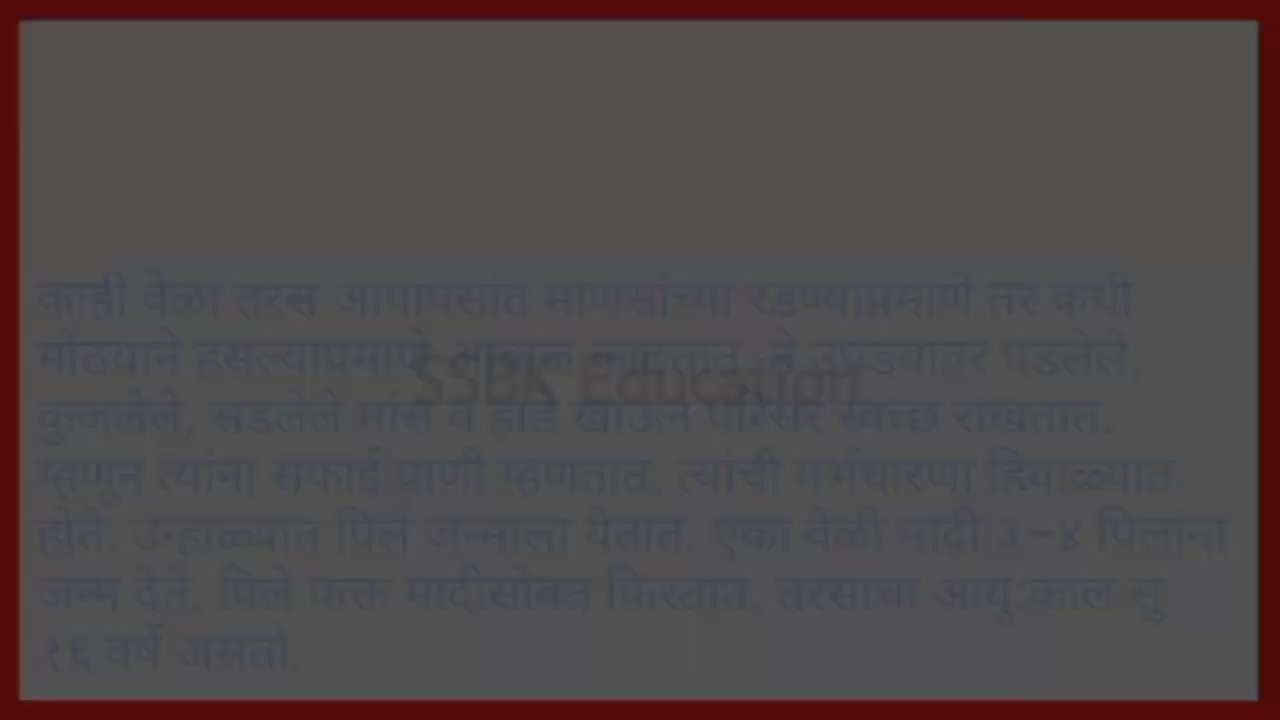 काही वेळा तरस आपापसांत माणसांच्या रडण्याप्रमाणे तर कधी
मोठयाने हसल्याप्रमाणे आवाज काढतात. ते उघडयावर पडलेले,
SSBK Education
कुजलेले, सडलेले मांस व हाडे खाऊन परिसर स्वच्छ राखतात.
म्हणून त्यांना सफाई प्राणी म्हणतात. त्यांची गर्भधारणा हिवाळ्यात
होते. उन्हाळ्यात पिले जन्माला येतात. एका वेळी मादी ३-४ पिलांना
जन्म देते. पिले फक्त मादीसोबत फिरतात. तरसाचा आयु:काल सु
१६ वर्ष असतो.